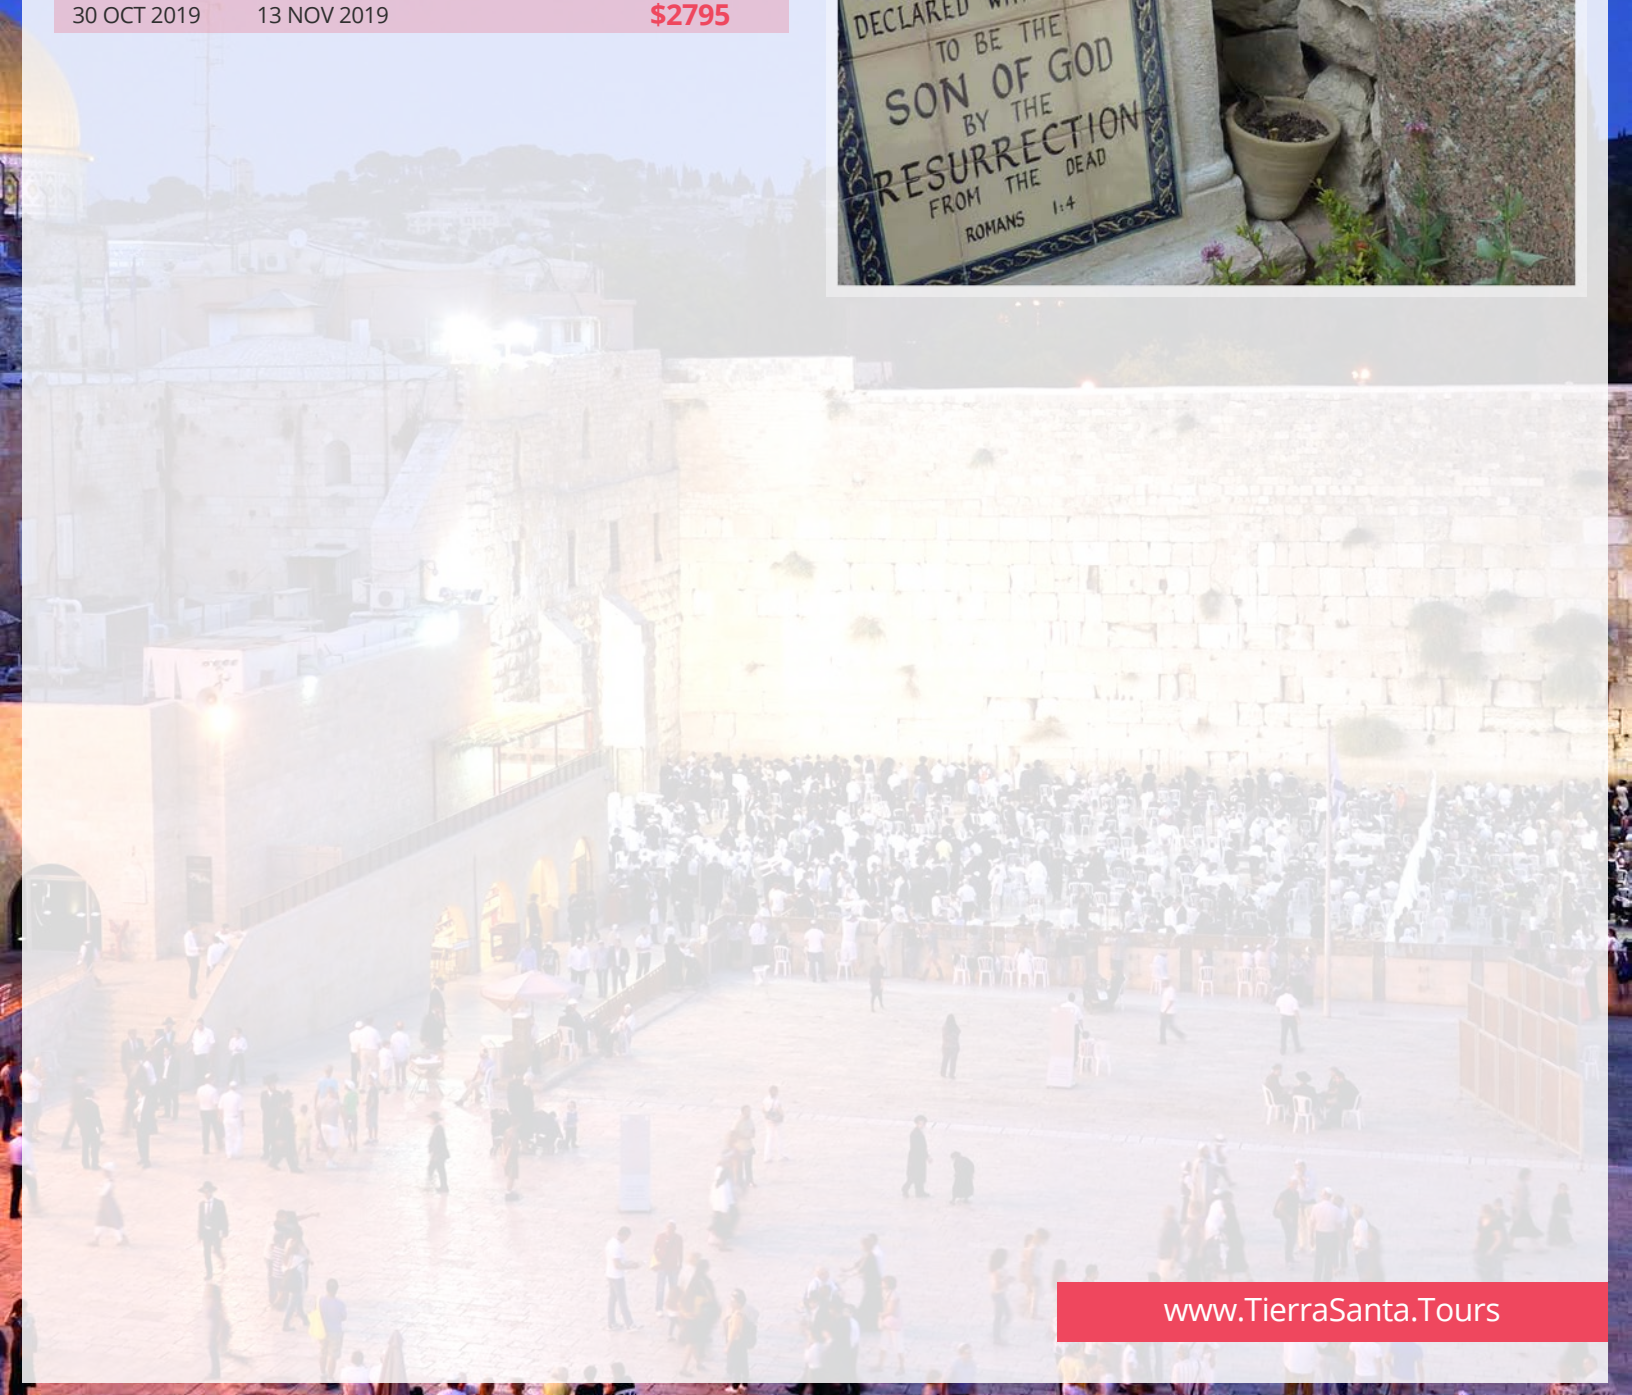 30 OCT 2019 13 NOV 2019 $2795
DECLARED
TO BE THE
SON OF GOD
BY THE
RESURRECTION
FROM THE DEAD
ROMANS 1:4
www.TierraSanta.Tours